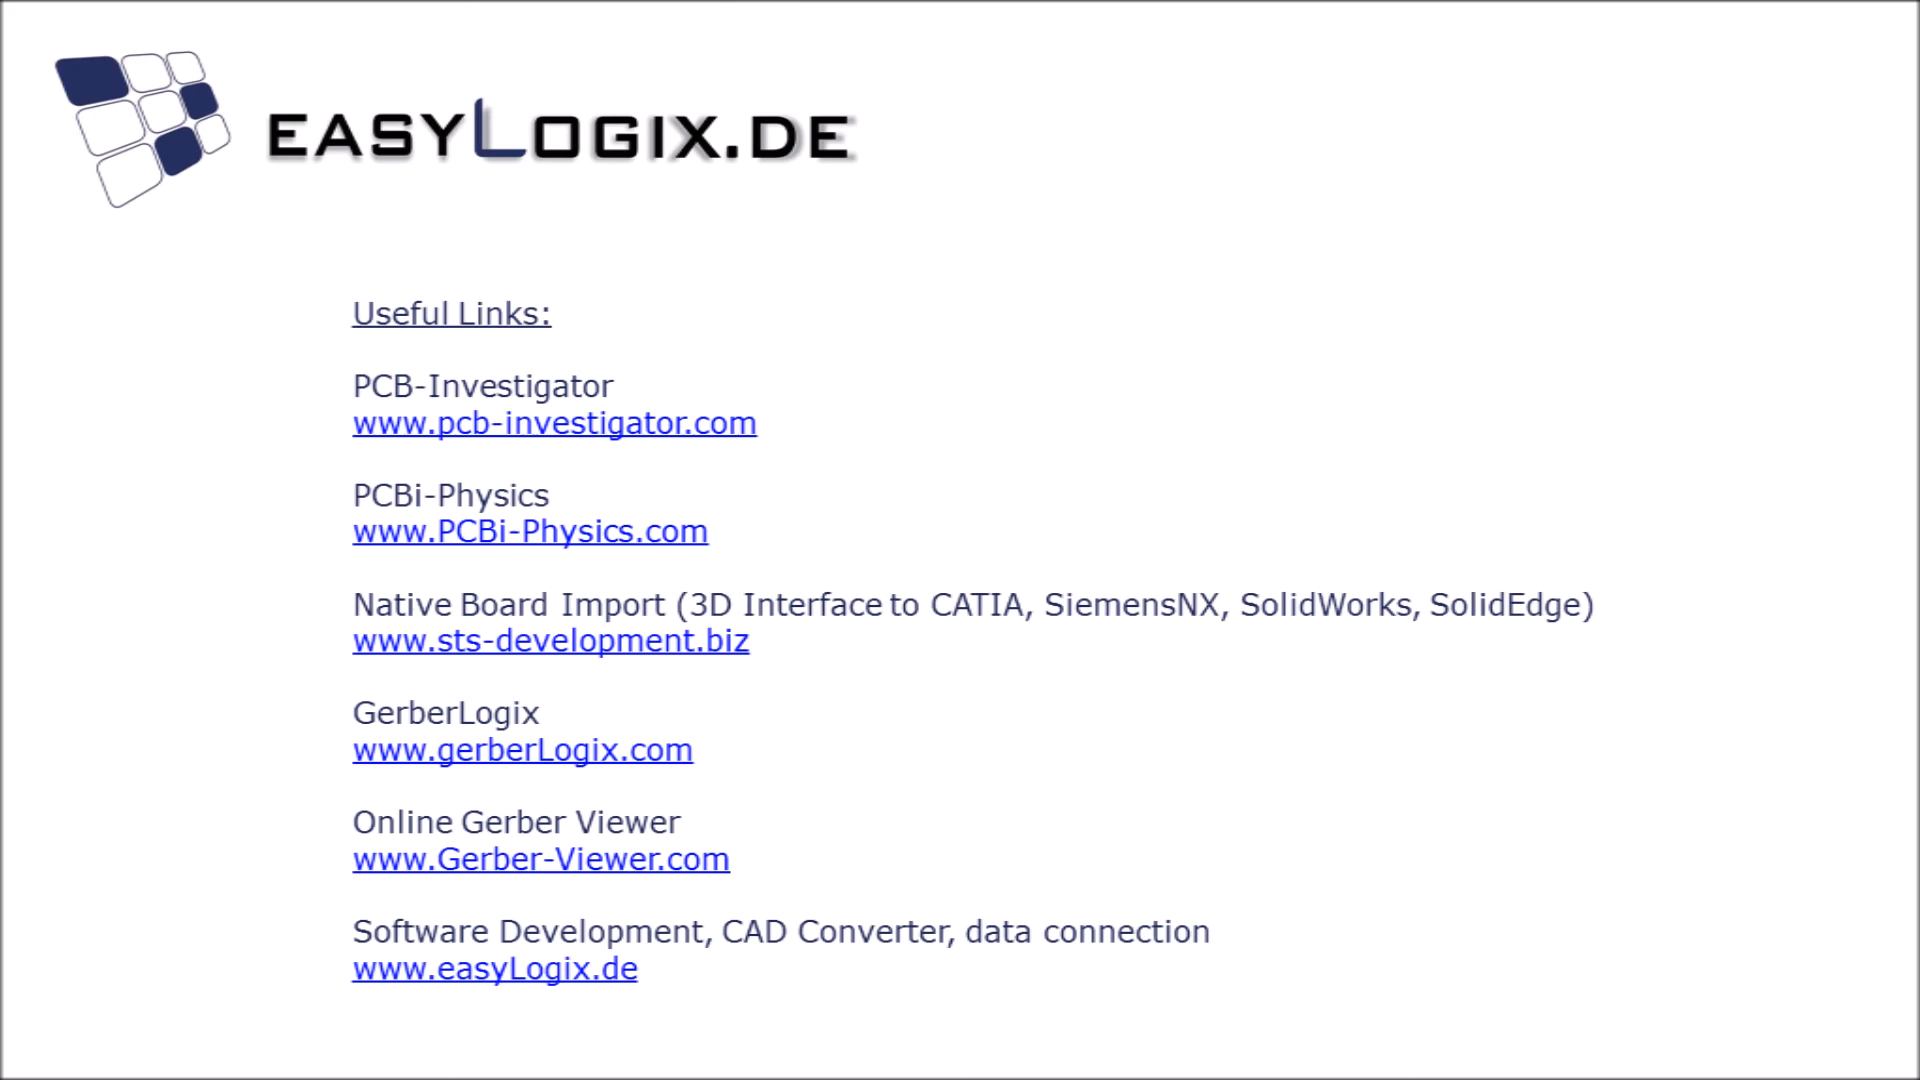 EASYLOGIX.DE
Useful Links:
PCB-Investigator
www.pcb-investigator.com
PCBi-Physics
www.PCBi-Physics.com
Native Board Import (3D Interface to CATIA, SiemensNX, SolidWorks, SolidEdge)
www.sts-development.biz
GerberLogix
www.gerberLogix.com
Online Gerber Viewer
www.Gerber-Viewer.com
Software Development, CAD Converter, data connection
www.easyLogix.de